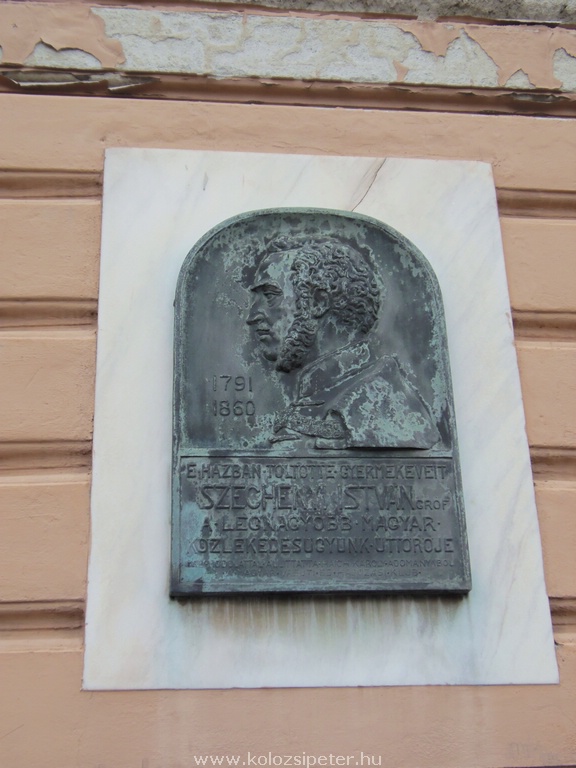 1791
1860
E·HÁZBAN·TÖLTÖTTE·GYERMEKÉVEIT
SZÉCHENYI ISTVÁN GRÓF
A·LEGNAGYOBB·MAGYAR·
KÖZLEKEDÉSÜGYÜNK·ÚTTÖRŐJE
www.kolozsipeter.hu